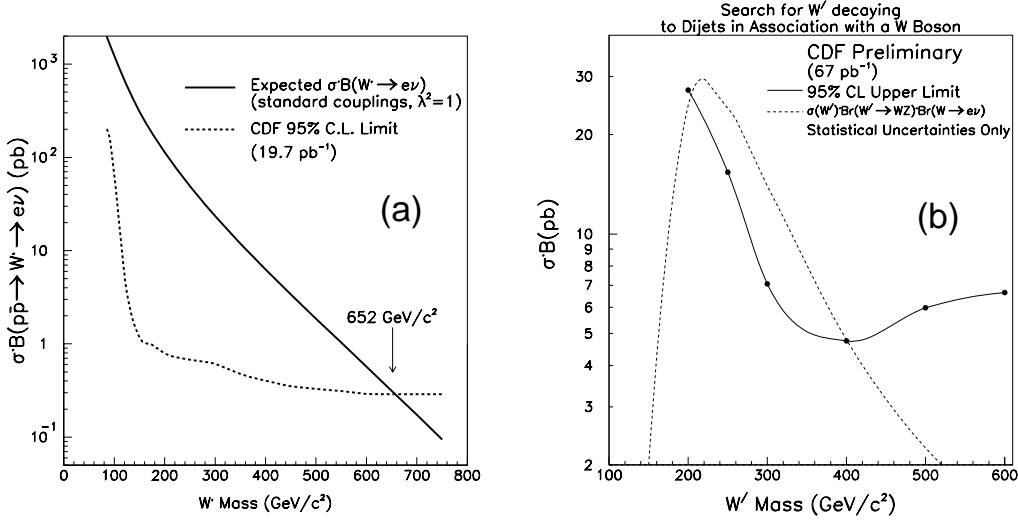 σ·B(pp̄→W'→eν) (pb)
10³
10²
10
1
10⁻¹
0 100 200 300 400 500 600 700 800
W' Mass (GeV/c²)
Expected σ·B(W'→eν)
(standard couplings, λ²=1)
CDF 95% C.L. Limit
(19.7 pb⁻¹)
(a)
652 GeV/c²
Search for W' decaying
to Dijets in Association with a W Boson
CDF Preliminary
(67 pb⁻¹)
95% CL Upper Limit
σ(W')·Br(W'→WZ)·Br(W→eν)
Statistical Uncertainties Only
(b)
σ·B(pb)
30
20
10
9
8
7
6
5
4
3
2
100 200 300 400 500 600
W' Mass (GeV/c²)